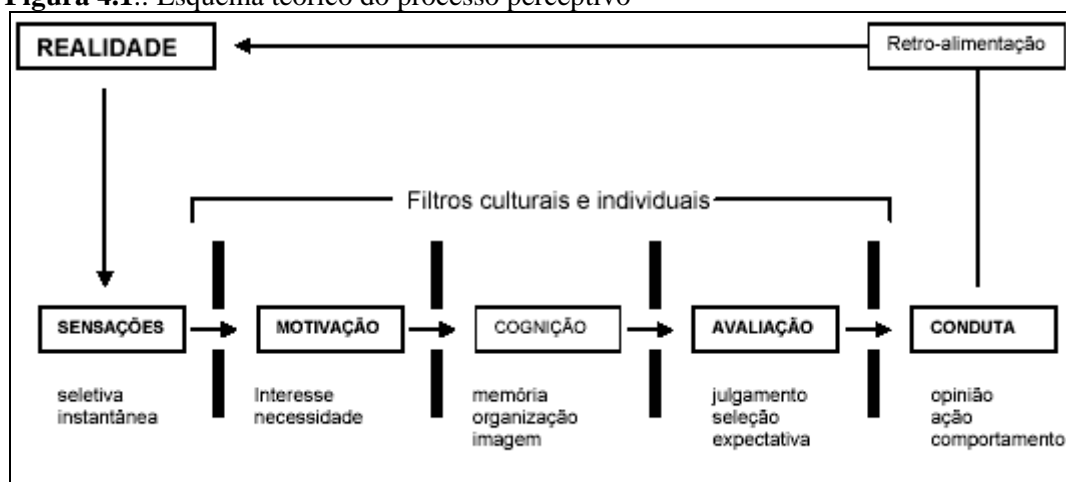 Figura 4.1.: Esquema teórico do processo perceptivo
REALIDADE
Retro-alimentação
Filtros culturais e individuais
SENSAÇÕES
MOTIVAÇÃO
COGNIÇÃO
AVALIAÇÃO
CONDUTA
seletiva
instantânea
Interesse
necessidade
memória
organização
imagem
julgamento
seleção
expectativa
opinião
ação
comportamento